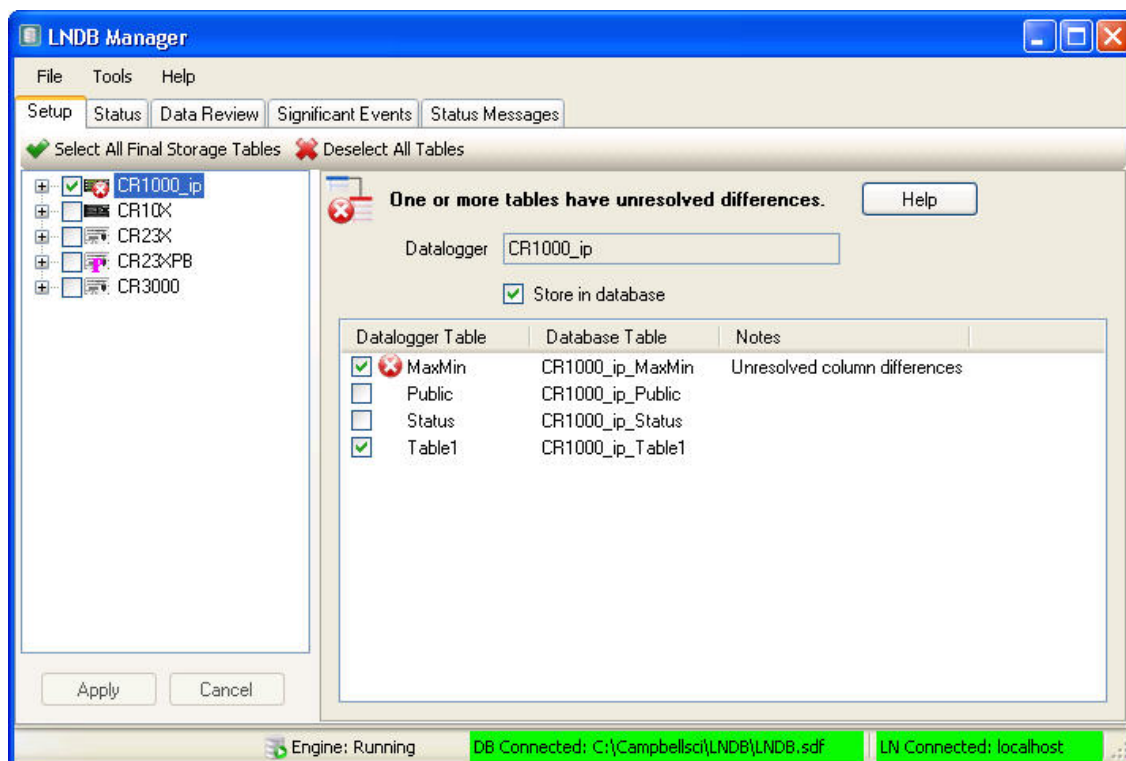 LNDB Manager
File Tools Help
Setup Status Data Review Significant Events Status Messages
Select All Final Storage Tables Deselect All Tables
CR1000_ip
CR10X
CR23X
CR23XPB
CR3000
One or more tables have unresolved differences. Help
Datalogger CR1000_ip
Store in database
Datalogger Table Database Table Notes
MaxMin CR1000_ip_MaxMin Unresolved column differences
Public CR1000_ip_Public
Status CR1000_ip_Status
Table1 CR1000_ip_Table1
Apply Cancel
Engine: Running DB Connected: C:\Campbellsci\LNDB\LNDB.sdf LN Connected: localhost